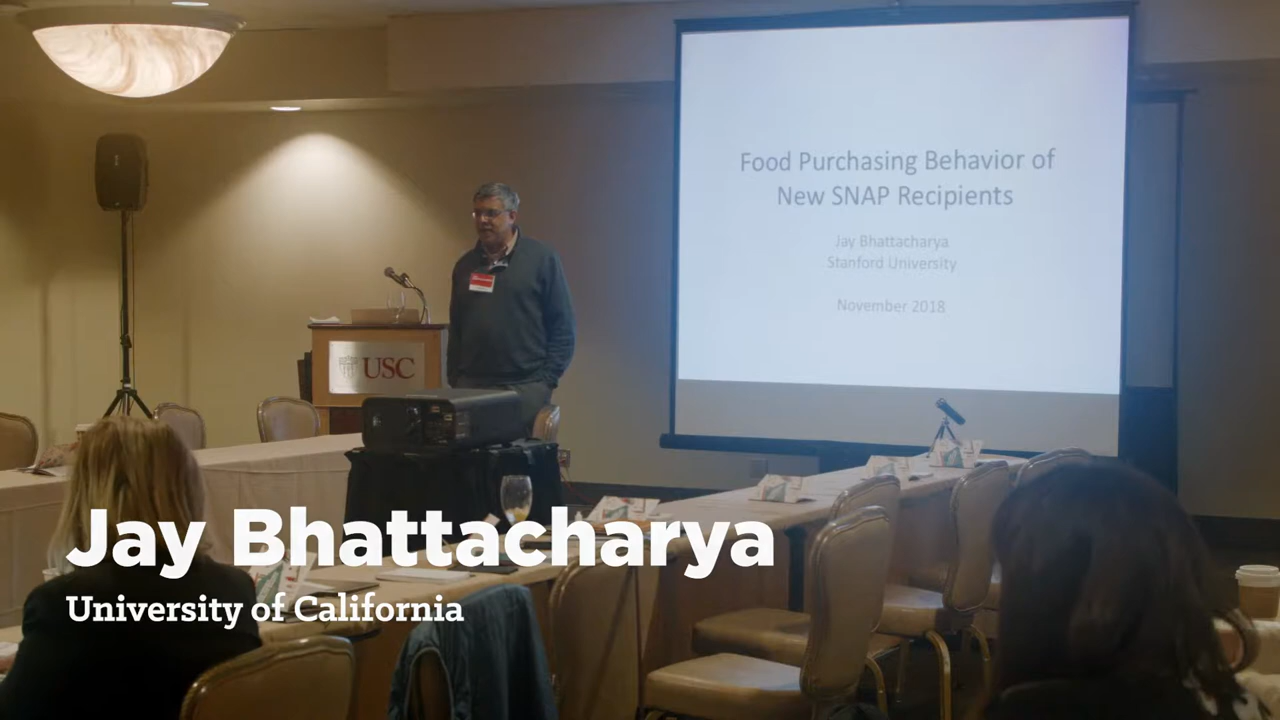 Food Purchasing Behavior of
New SNAP Recipients
Jay Bhattacharya
Stanford University
November 2018
USC
Jay Bhattacharya
University of California